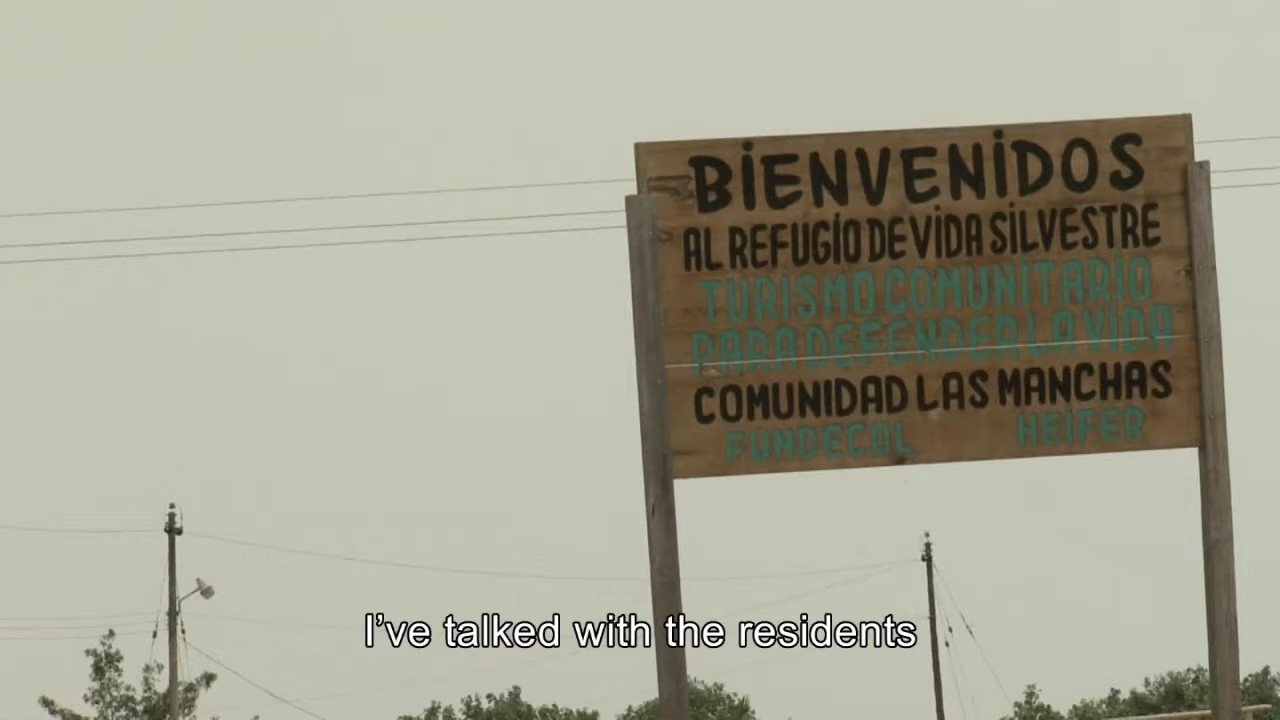 BIENVENIDOS
AL REFUGIO DE VIDA SILVESTRE
TURISMO COMUNITARIO
PARA DEFENDER LA VIDA
COMUNIDAD LAS MANCHAS
FUNDECOL HEIFER
I've talked with the residents